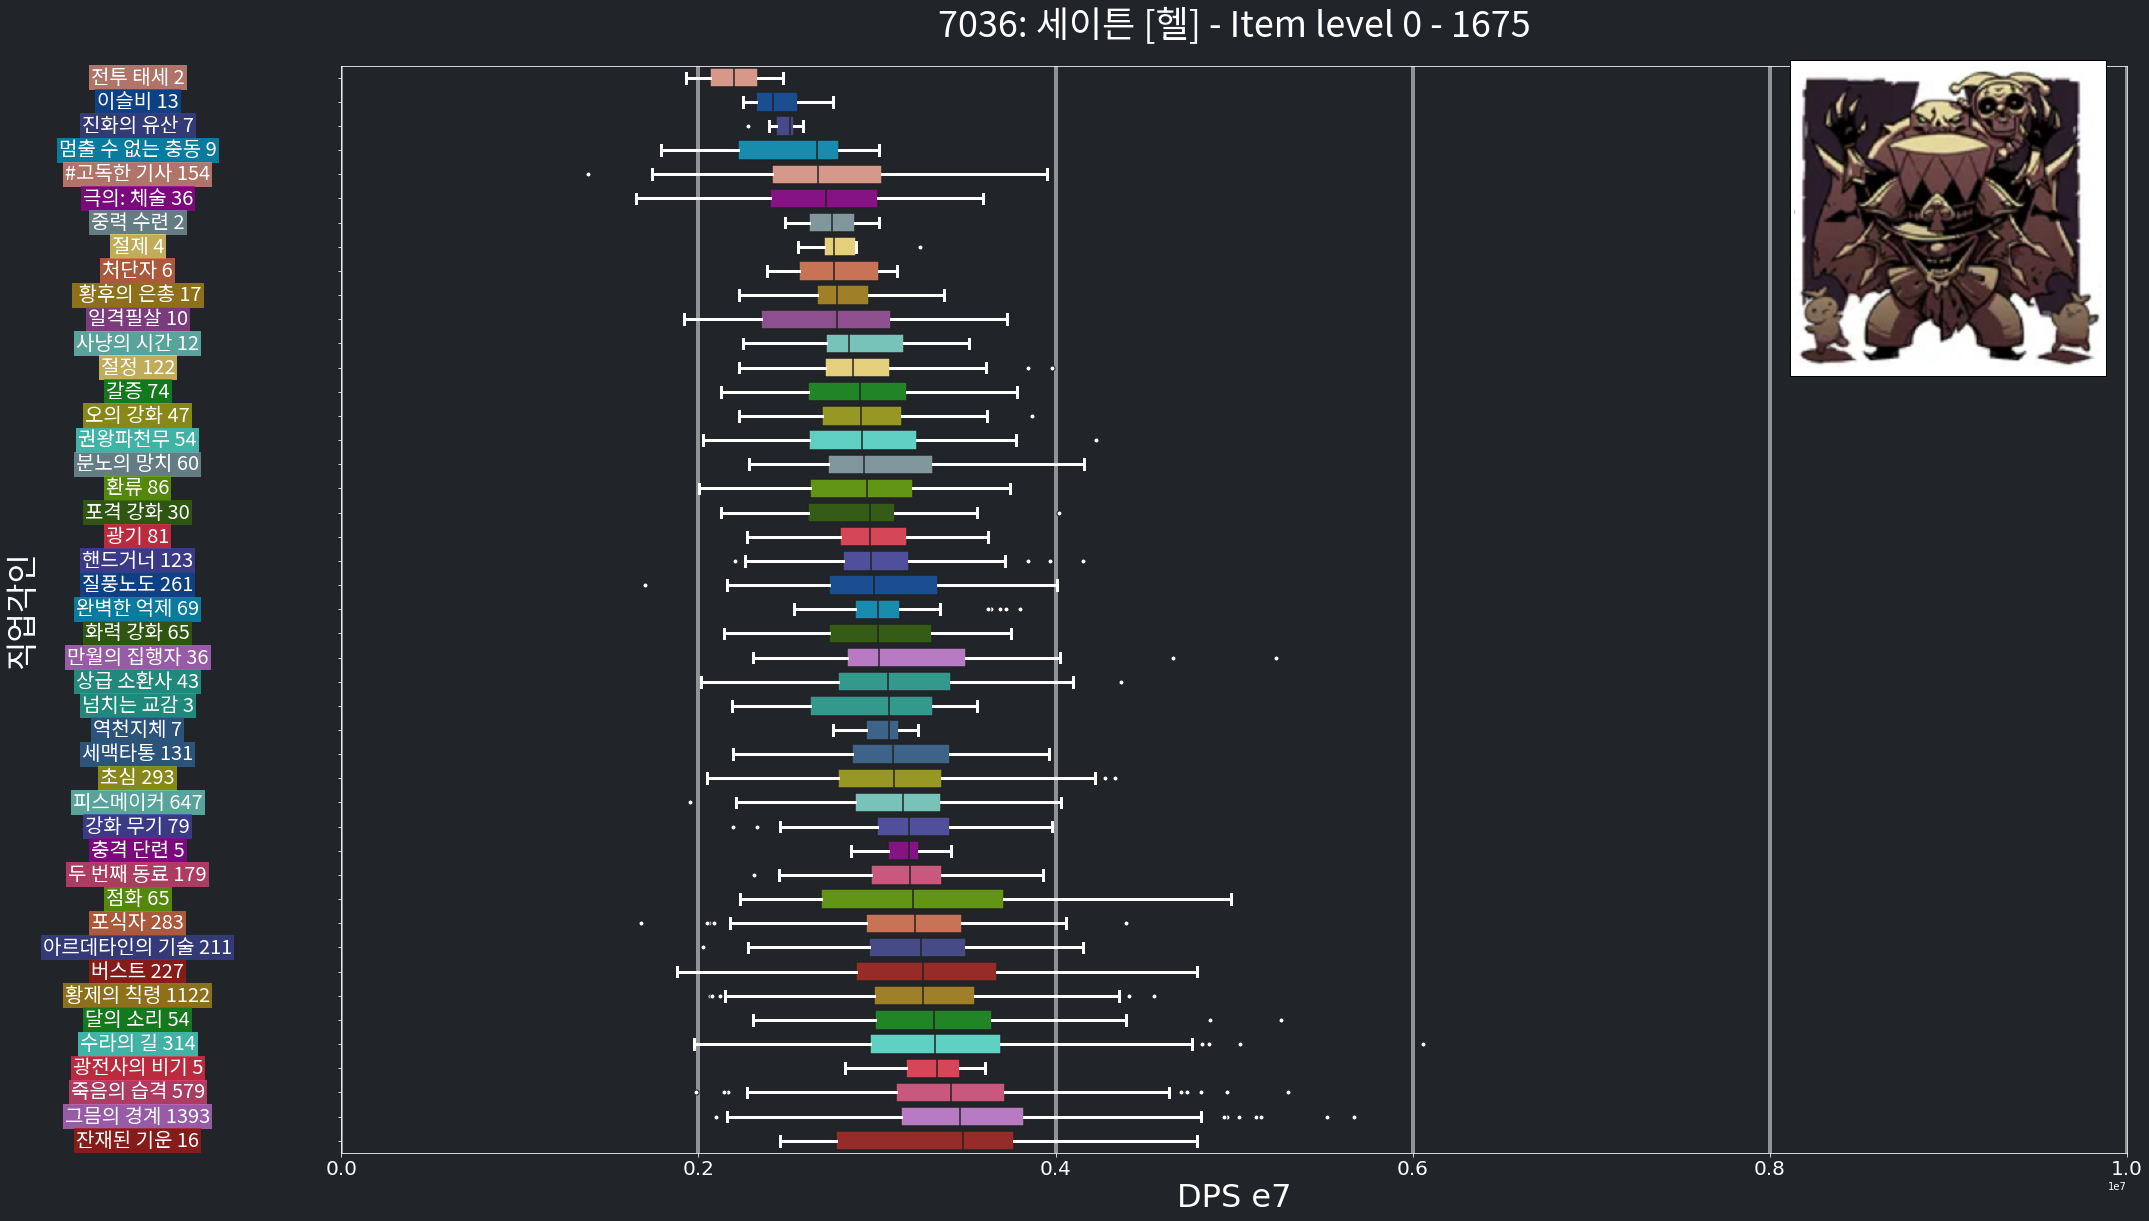 7036: 세이튼 [헬] - Item level 0 - 1675
전투 태세 2
이슬비 13
진화의 유산 7
멈출 수 없는 충동 9
#고독한 기사 154
극의: 체술 36
중력 수련 2
절제 4
처단자 6
황후의 은총 17
일격필살 10
사냥의 시간 12
절정 122
갈증 74
오의 강화 47
권왕파천무 54
분노의 망치 60
환류 86
포격 강화 30
광기 81
핸드거너 123
질풍노도 261
완벽한 억제 69
화력 강화 65
만월의 집행자 36
상급 소환사 43
넘치는 교감 3
역천지체 7
세맥타통 131
초심 293
피스메이커 647
강화 무기 79
충격 단련 5
두 번째 동료 179
점화 65
포식자 283
아르데타인의 기술 211
버스트 227
황제의 칙령 1122
달의 소리 54
수라의 길 314
광전사의 비기 5
죽음의 습격 579
그믐의 경계 1393
잔재된 기운 16
직업각인
0.0 0.2 0.4 0.6 0.8 1.0
1e7
DPS e7